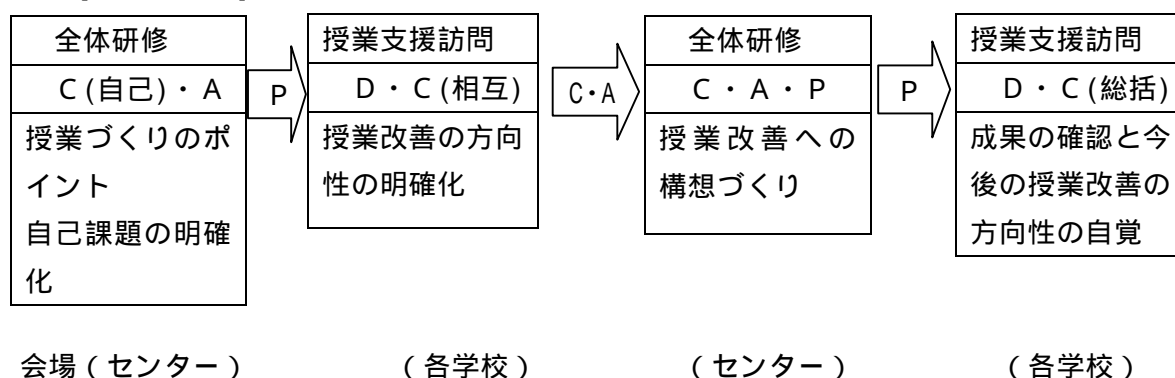 全体研修
C(自己)・A
授業づくりのポ
イント
自己課題の明確
化
P
授業支援訪問
D・C(相互)
授業改善の方向
性の明確化
C・A
全体研修
C・A・P
授業改善への
構想づくり
P
授業支援訪問
D・C(総括)
成果の確認と今
後の授業改善の
方向性の自覚
会場(センター) (各学校) (センター) (各学校)